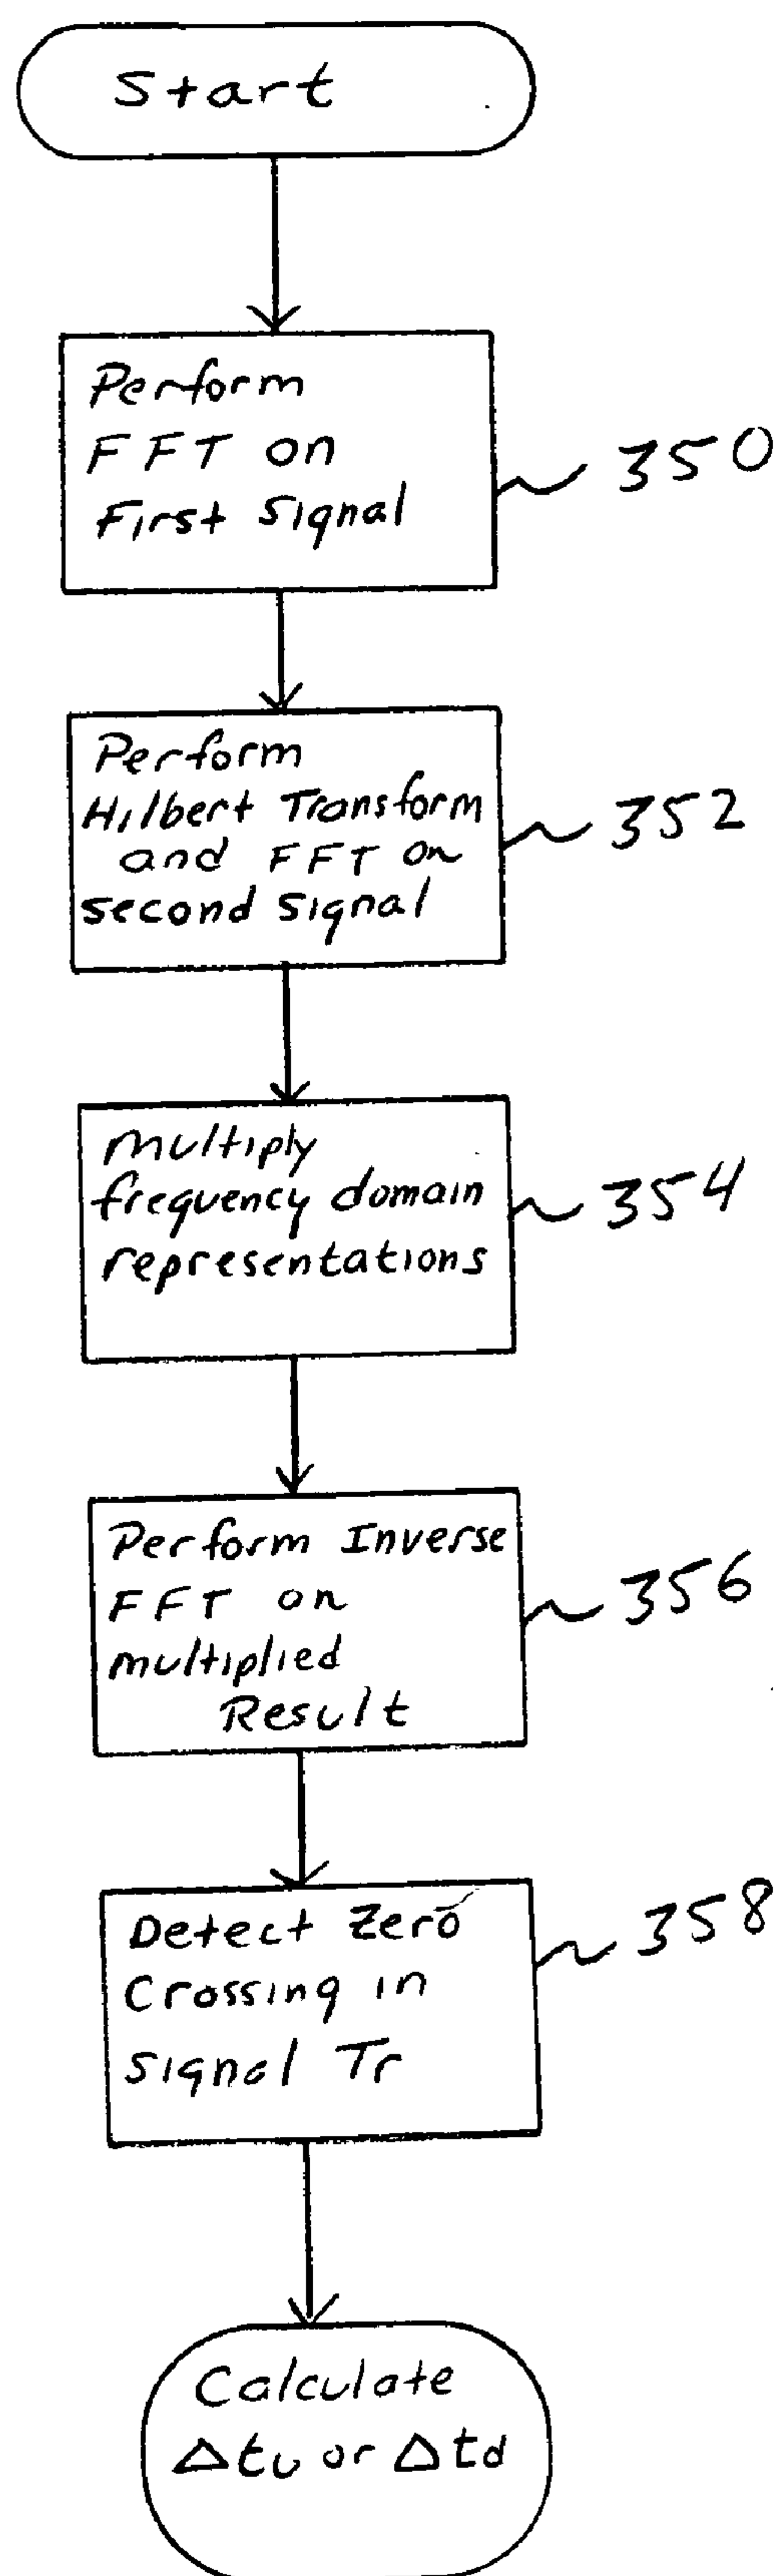 Start
Perform
FFT on
First Signal
350
Perform
Hilbert Transform
and FFT on
second Signal
352
multiply
frequency domain
representations
354
Perform Inverse
FFT on
multiplied
Result
356
Detect Zero
Crossing in
signal Tr
358
Calculate
Δtu or Δtd